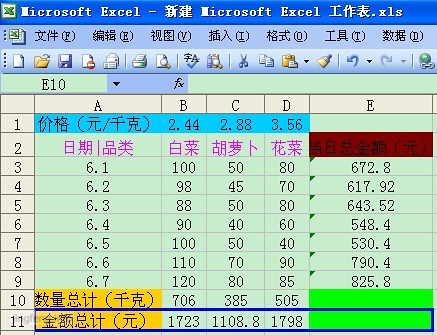 Microsoft Excel - 新建 Microsoft Excel 工作表.xls
文件(F) 编辑(E) 视图(V) 插入(I) 格式(O) 工具(T) 数据(D)
E10 fx
A B C D E
1 价格（元/千克） 2.44 2.88 3.56
2 日期|品类 白菜 胡萝卜 花菜 当日总金额（元）
3 6.1 100 50 80 672.8
4 6.2 98 45 70 617.92
5 6.3 88 50 80 643.52
6 6.4 90 40 60 548.4
7 6.5 100 50 40 530.4
8 6.6 110 70 90 790.4
9 6.7 120 80 85 825.8
10 数量总计（千克） 706 385 505
11 金额总计（元） 1723 1108.8 1798